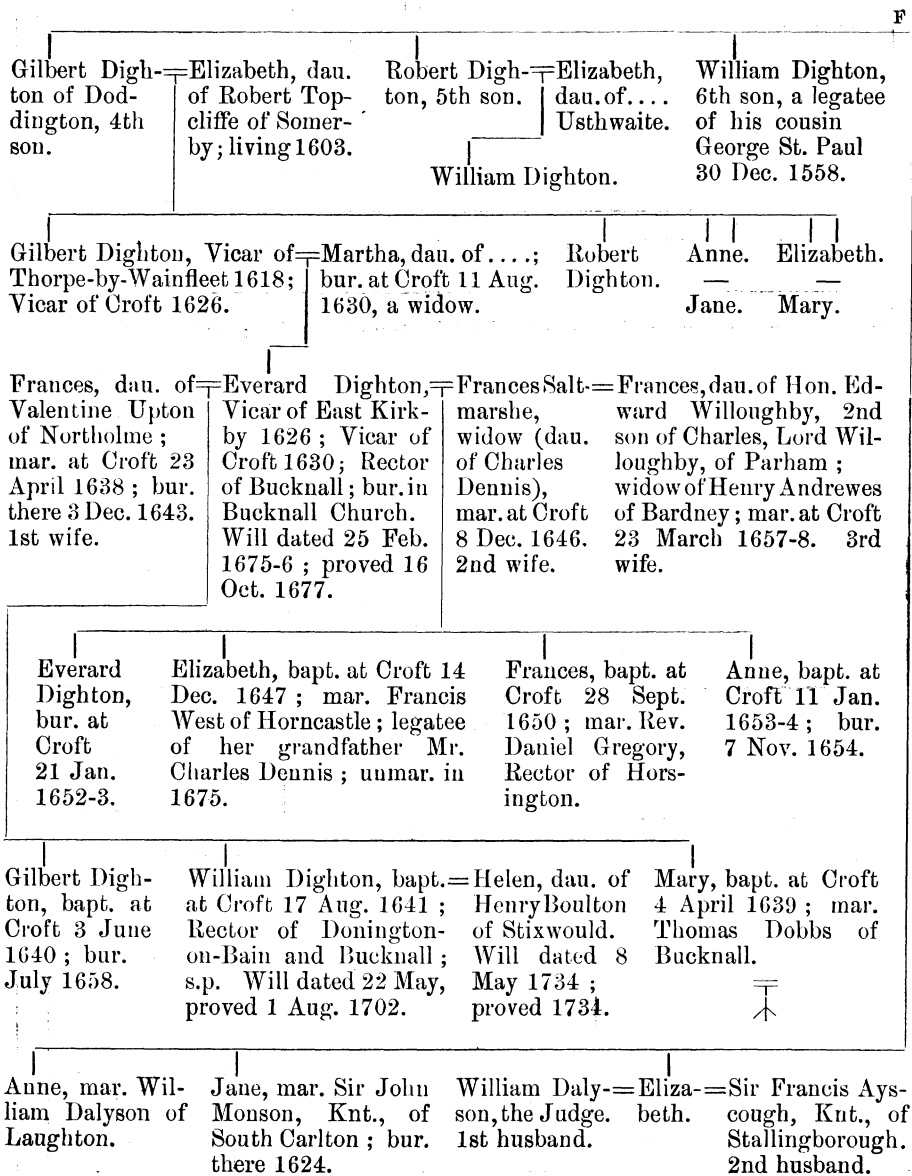 F
Gilbert Digh-
ton of Dod-
dington, 4th
son.
Elizabeth, dau.
of Robert Top-
cliffe of Somer-
by; living 1603.
Robert Digh-
ton, 5th son.
Elizabeth,
dau. of ....
Usthwaite.
William Dighton,
6th son, a legatee
of his cousin
George St. Paul
30 Dec. 1558.
William Dighton.
Gilbert Dighton, Vicar of
Thorpe-by-Wainfleet 1618;
Vicar of Croft 1626.
Martha, dau. of ....;
bur. at Croft 11 Aug.
1630, a widow.
Robert
Dighton.
Anne.
—
Jane.
Elizabeth.
—
Mary.
Frances, dau. of
Valentine Upton
of Northolme;
mar. at Croft 23
April 1638; bur.
there 3 Dec. 1643.
1st wife.
Everard Dighton,
Vicar of East Kirk-
by 1626; Vicar of
Croft 1630; Rector
of Bucknall; bur. in
Bucknall Church.
Will dated 25 Feb.
1675-6; proved 16
Oct. 1677.
Frances Salt-
marshe,
widow (dau.
of Charles
Dennis),
mar. at Croft
8 Dec. 1646.
2nd wife.
Frances, dau. of Hon. Ed-
ward Willoughby, 2nd
son of Charles, Lord Wil-
loughby, of Parham;
widow of Henry Andrewes
of Bardney; mar. at Croft
23 March 1657-8. 3rd
wife.
Everard
Dighton,
bur. at
Croft
21 Jan.
1652-3.
Elizabeth, bapt. at Croft 14
Dec. 1647; mar. Francis
West of Horncastle; legatee
of her grandfather Mr.
Charles Dennis; unmar. in
1675.
Frances, bapt. at
Croft 28 Sept.
1650; mar. Rev.
Daniel Gregory,
Rector of Hors-
ington.
Anne, bapt. at
Croft 11 Jan.
1653-4; bur.
7 Nov. 1654.
Gilbert Digh-
ton, bapt. at
Croft 3 June
1640; bur.
July 1658.
William Dighton, bapt.
at Croft 17 Aug. 1641;
Rector of Donington-
on-Bain and Bucknall;
s.p. Will dated 22 May,
proved 1 Aug. 1702.
Helen, dau. of
Henry Boulton
of Stixwould.
Will dated 8
May 1734;
proved 1734.
Mary, bapt. at Croft
4 April 1639; mar.
Thomas Dobbs of
Bucknall.
Anne, mar. Wil-
liam Dalyson of
Laughton.
Jane, mar. Sir John
Monson, Knt., of
South Carlton; bur.
there 1624.
William Daly-
son, the Judge.
1st husband.
Eliza-
beth.
Sir Francis Ays-
cough, Knt., of
Stallingborough.
2nd husband.